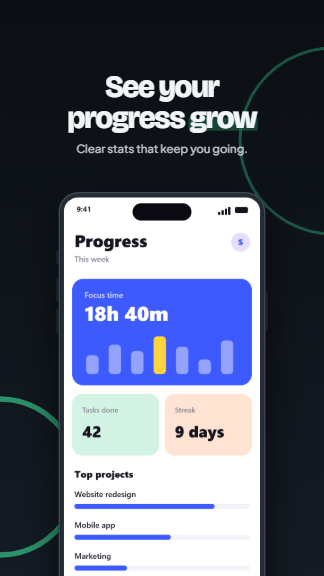 See your
progress grow
Clear stats that keep you going.
9:41
Progress
S
This week
Focus time
18h 40m
Tasks done
Streak
42
9 days
Top projects
Website redesign
Mobile app
Marketing